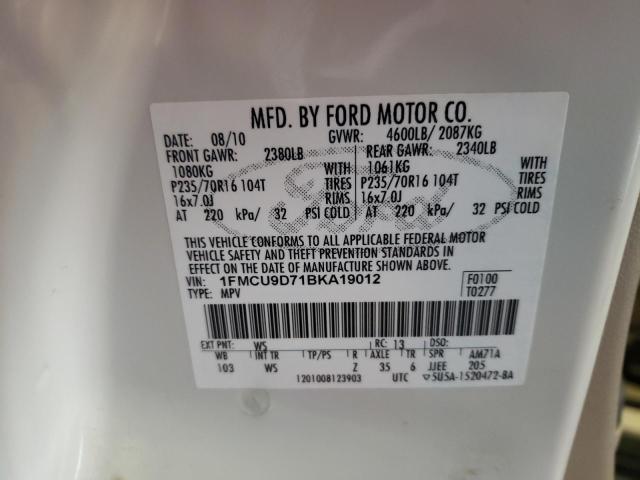 MFD. BY FORD MOTOR CO.
DATE: 08/10 GVWR: 4600LB/ 2087KG
FRONT GAWR: 2380LB REAR GAWR: 2340LB
1080KG 1061KG WITH
P235/70R16 104T TIRES P235/70R16 104T TIRES
16x7.0J RIMS 16x7.0J RIMS
AT 220 kPa/ 32 PSI COLD AT 220 kPa/ 32 PSI COLD
THIS VEHICLE CONFORMS TO ALL APPLICABLE FEDERAL MOTOR
VEHICLE SAFETY AND THEFT PREVENTION STANDARDS IN
EFFECT ON THE DATE OF MANUFACTURE SHOWN ABOVE.
VIN: 1FMCU9D71BKA19012 F0100
TYPE: MPV T0277
EXT PNT: WS RC: 13 DSO:
WB INT TR TP/PS R AXLE TR SPR AM71A
103 WS Z 35 6 JJEE 205
1201008123903 UTC ▽5U5A-1520472-BA
Ford